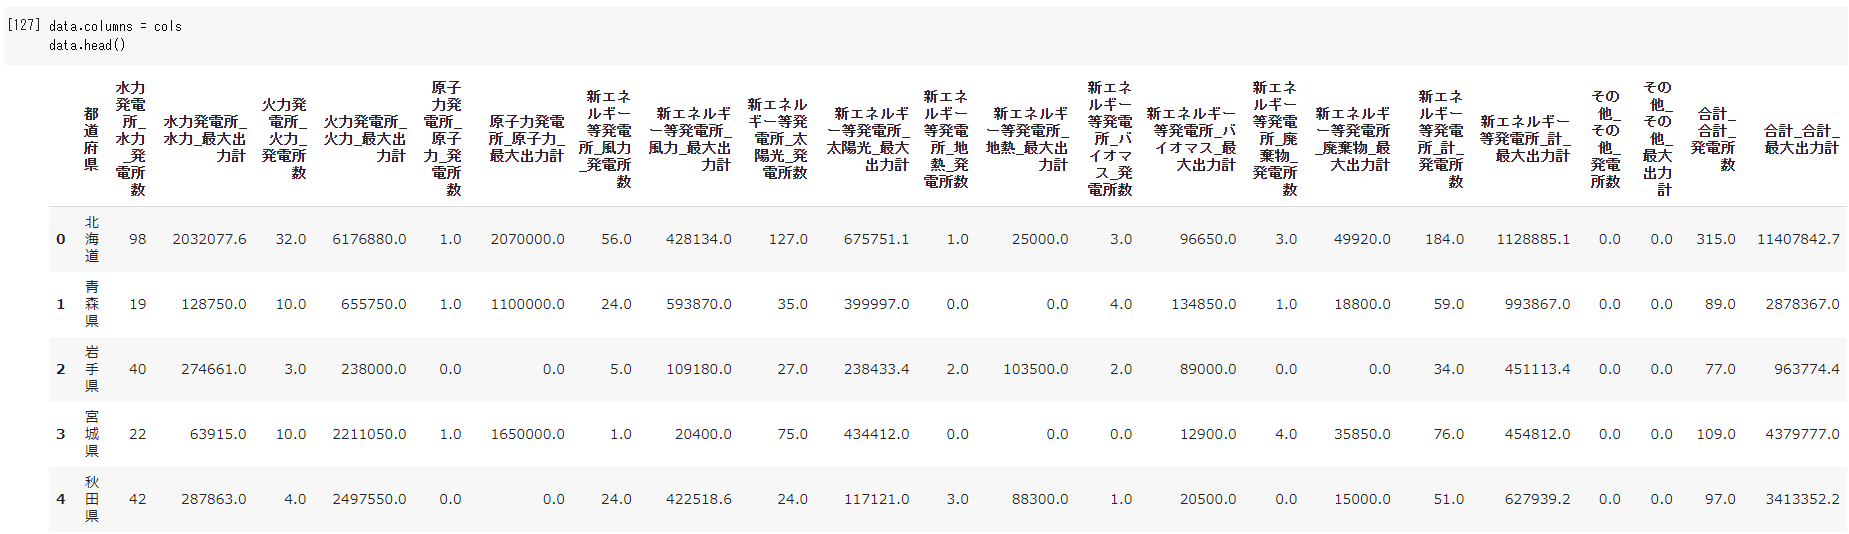 [127] data.columns = cols
data.head()
都道府県 水力発電所_水力_発電所数 水力発電所_水力_最大出力計 火力発電所_火力_発電所数 火力発電所_火力_最大出力計 原子力発電所_原子力_発電所数 原子力発電所_原子力_最大出力計 新エネルギー等発電所_風力_発電所数 新エネルギー等発電所_風力_最大出力計 新エネルギー等発電所_太陽光_発電所数 新エネルギー等発電所_太陽光_最大出力計 新エネルギー等発電所_地熱_発電所数 新エネルギー等発電所_地熱_最大出力計 新エネルギー等発電所_バイオマス_発電所数 新エネルギー等発電所_バイオマス_最大出力計 新エネルギー等発電所_廃棄物_発電所数 新エネルギー等発電所_廃棄物_最大出力計 新エネルギー等発電所_計_発電所数 新エネルギー等発電所_計_最大出力計 その他_その他_発電所数 その他_その他_最大出力計 合計_合計_発電所数 合計_合計_最大出力計
0 北海道 98 2032077.6 32.0 6176880.0 1.0 2070000.0 56.0 428134.0 127.0 675751.1 1.0 25000.0 3.0 96650.0 3.0 49920.0 184.0 1128885.1 0.0 0.0 315.0 11407842.7
1 青森県 19 128750.0 10.0 655750.0 1.0 1100000.0 24.0 593870.0 35.0 399997.0 0.0 0.0 4.0 134850.0 1.0 18800.0 59.0 993867.0 0.0 0.0 89.0 2878367.0
2 岩手県 40 274661.0 3.0 238000.0 0.0 0.0 5.0 109180.0 27.0 238433.4 2.0 103500.0 2.0 89000.0 0.0 0.0 34.0 451113.4 0.0 0.0 77.0 963774.4
3 宮城県 22 63915.0 10.0 2211050.0 1.0 1650000.0 1.0 20400.0 75.0 434412.0 0.0 0.0 0.0 12900.0 4.0 35850.0 76.0 454812.0 0.0 0.0 109.0 4379777.0
4 秋田県 42 287863.0 4.0 2497550.0 0.0 0.0 24.0 422518.6 24.0 117121.0 3.0 88300.0 1.0 20500.0 0.0 15000.0 51.0 627939.2 0.0 0.0 97.0 3413352.2